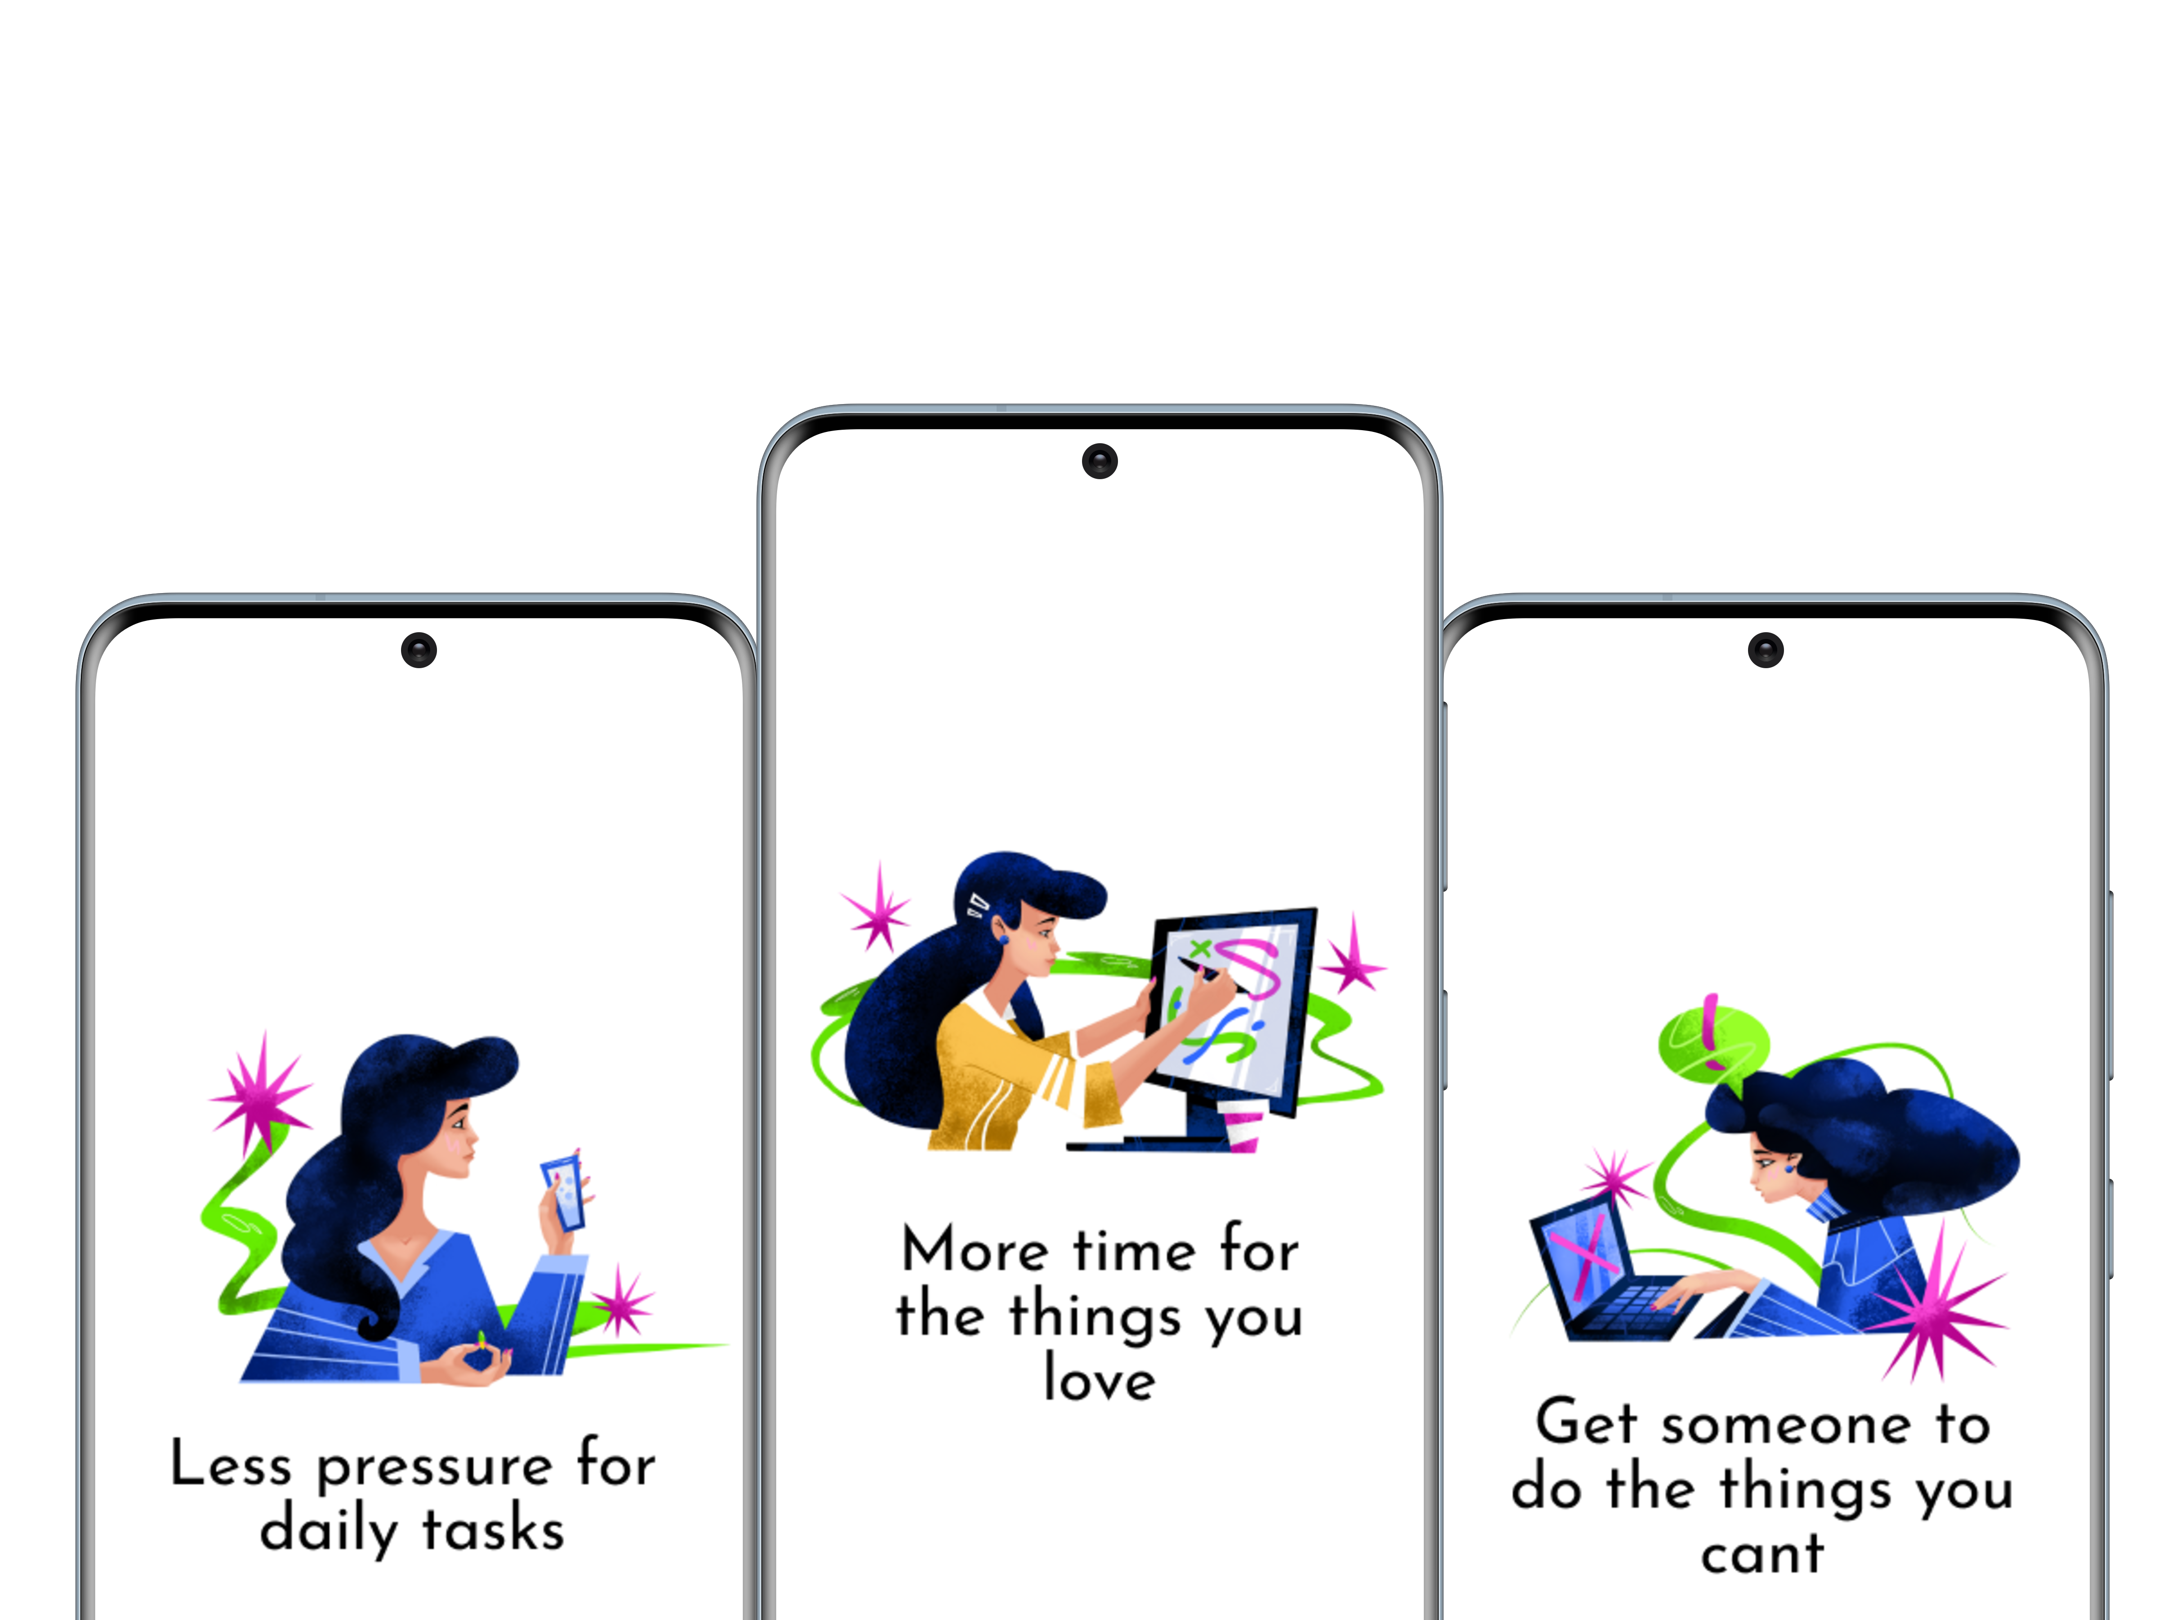 Less pressure for
daily tasks
More time for
the things you
love
Get someone to
do the things you
cant